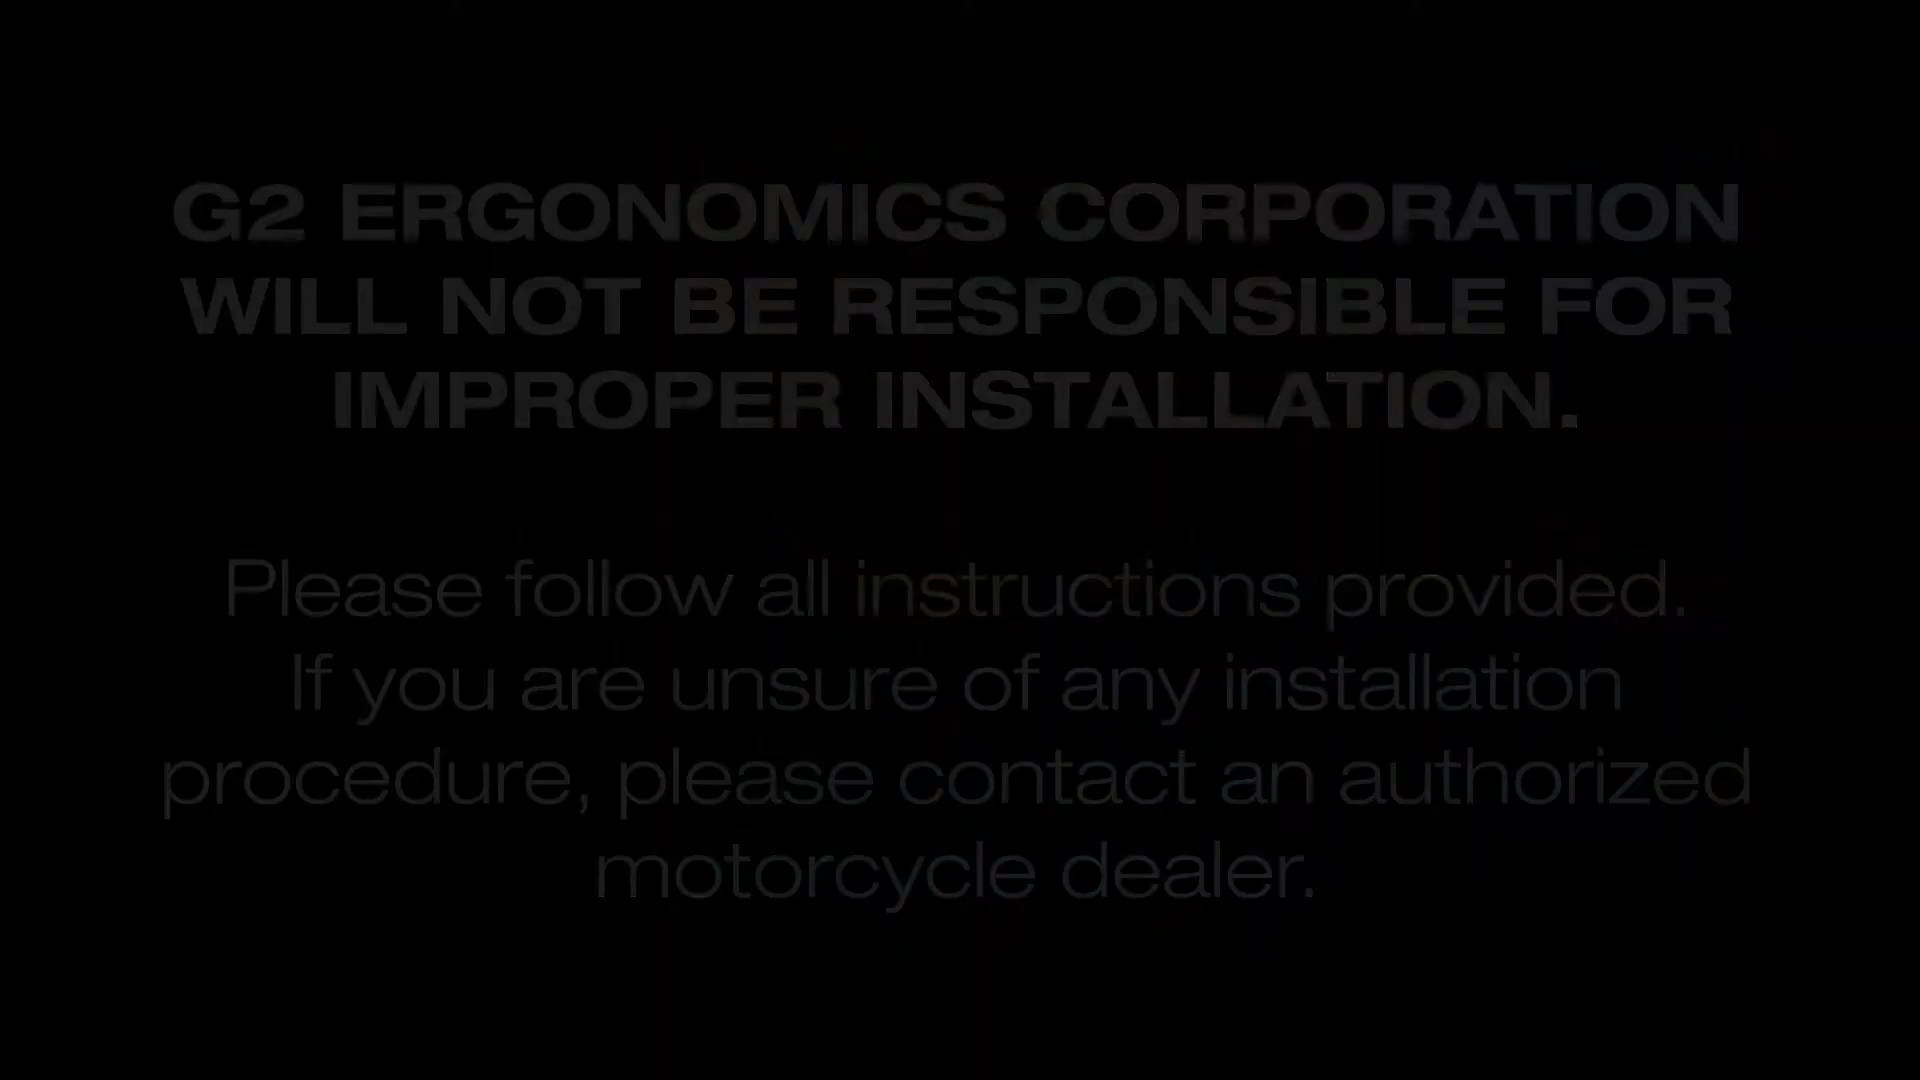 G2 ERGONOMICS CORPORATION
WILL NOT BE RESPONSIBLE FOR
IMPROPER INSTALLATION.
Please follow all instructions provided.
If you are unsure of any installation
procedure, please contact an authorized
motorcycle dealer.